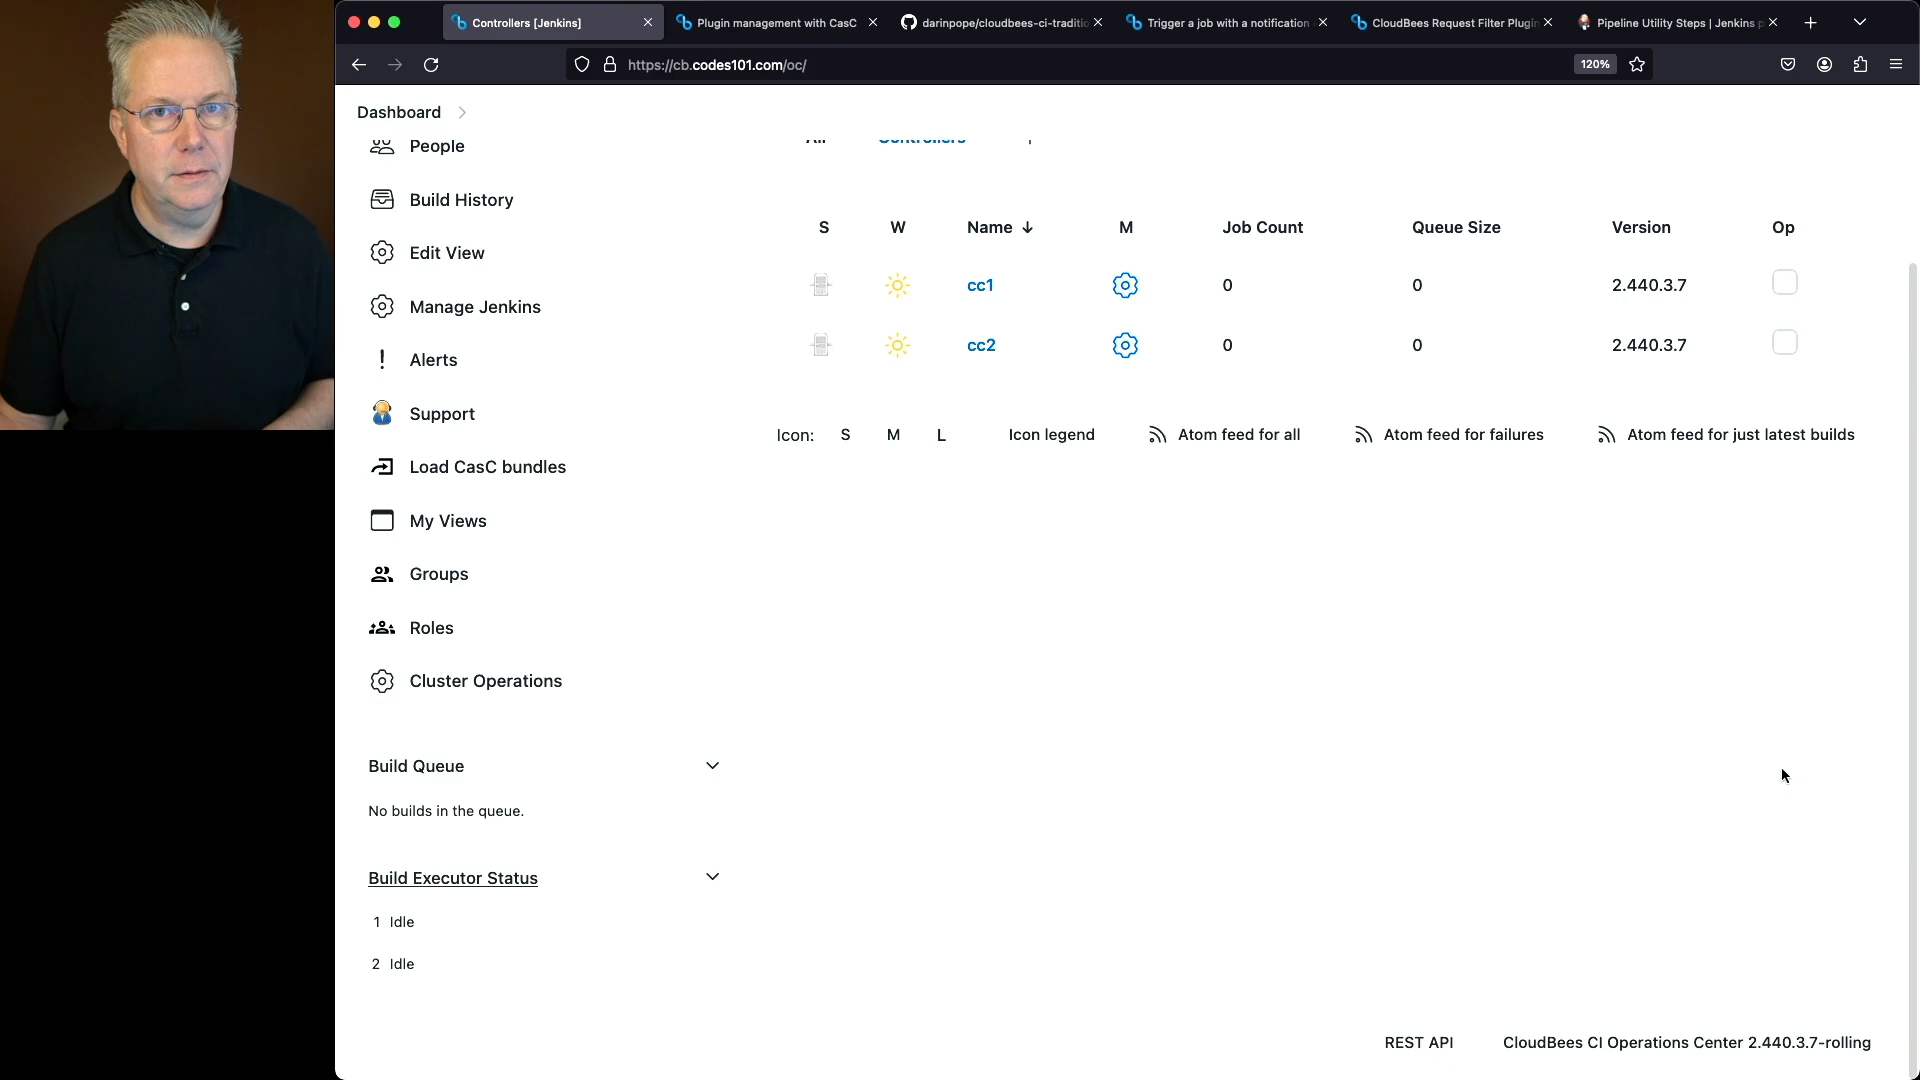 Controllers [Jenkins]
Plugin management with CasC
darinpope/cloudbees-ci-traditio
Trigger a job with a notification
CloudBees Request Filter Plugin
Pipeline Utility Steps | Jenkins p
https://cb.codes101.com/oc/
120%
Dashboard
All
Controllers
+
People
Build History
Edit View
Manage Jenkins
Alerts
Support
Load CasC bundles
My Views
Groups
Roles
Cluster Operations
S W Name ↓ M Job Count Queue Size Version Op
cc1 0 0 2.440.3.7
cc2 0 0 2.440.3.7
Icon: S M L Icon legend Atom feed for all Atom feed for failures Atom feed for just latest builds
Build Queue
No builds in the queue.
Build Executor Status
1 Idle
2 Idle
REST API CloudBees CI Operations Center 2.440.3.7-rolling